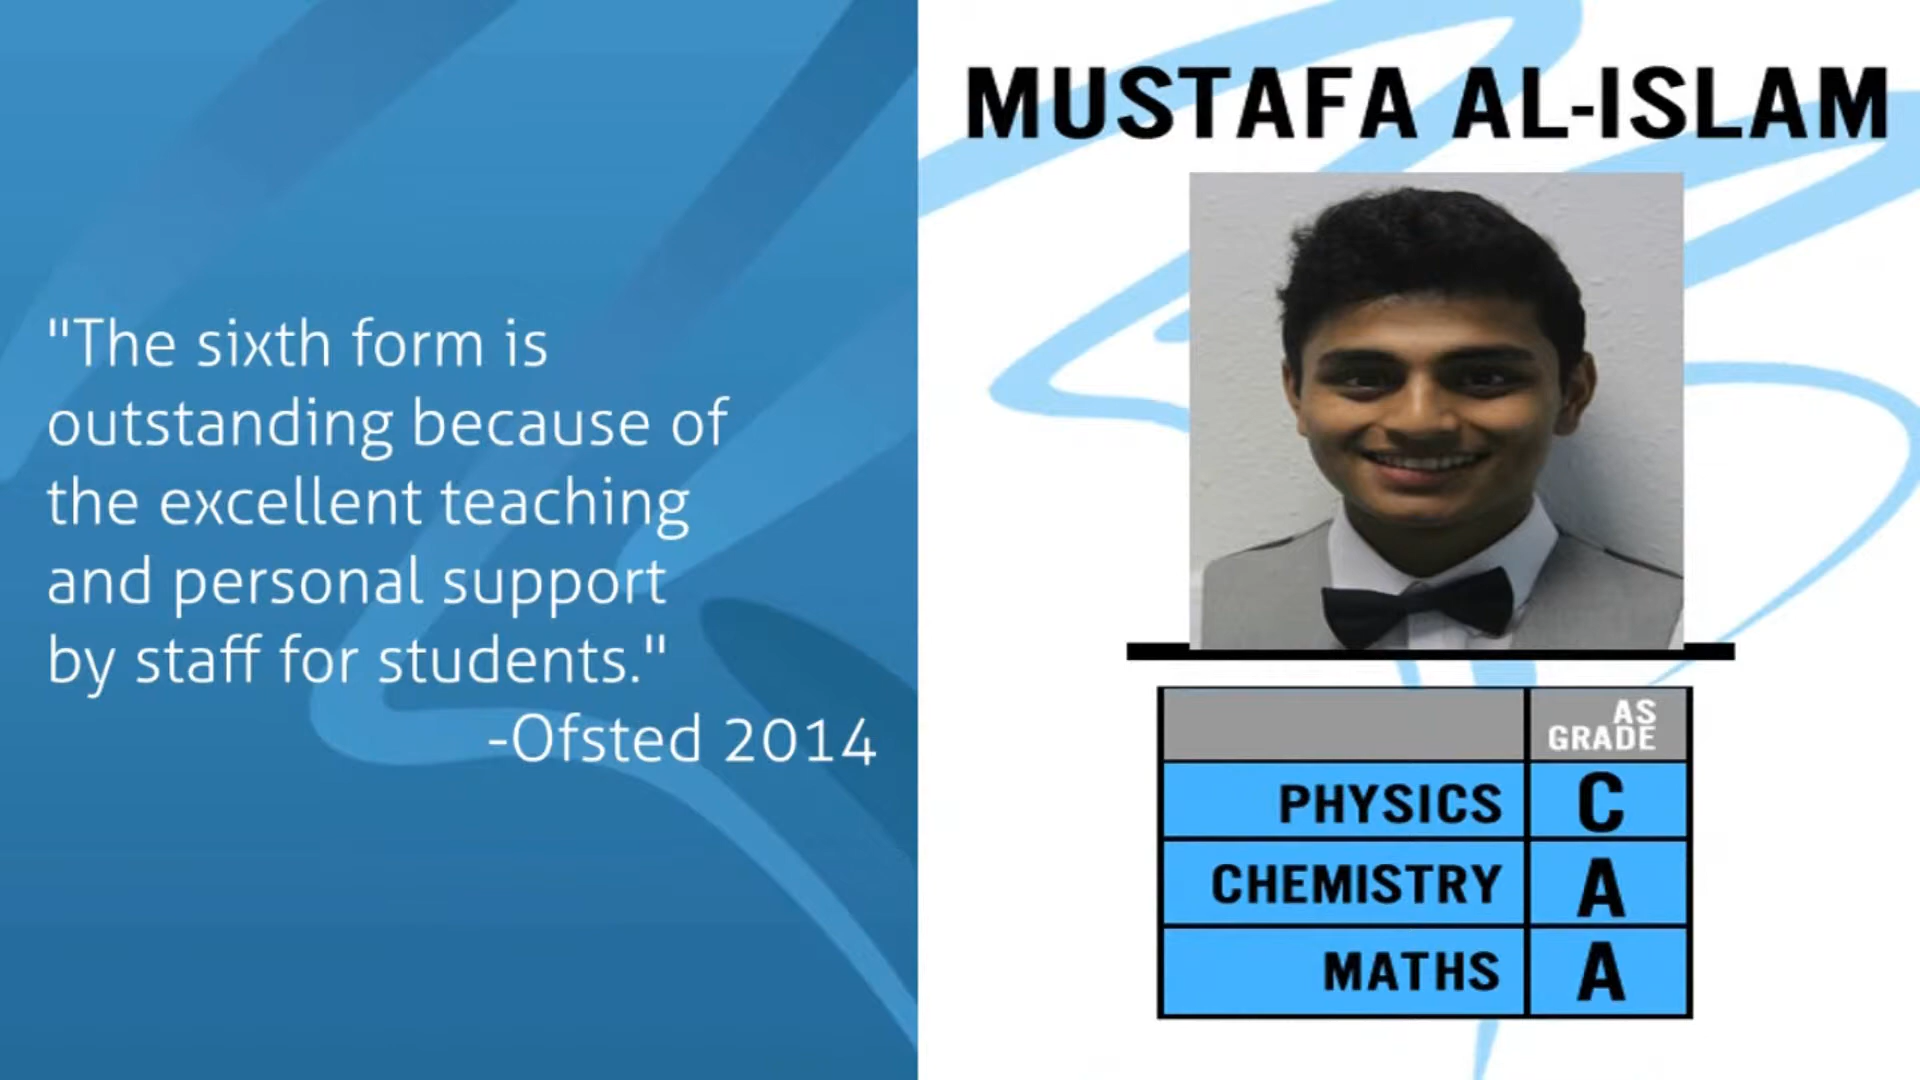 "The sixth form is
outstanding because of
the excellent teaching
and personal support
by staff for students."
-Ofsted 2014
MUSTAFA AL-ISLAM
AS
GRADE
PHYSICS C
CHEMISTRY A
MATHS A